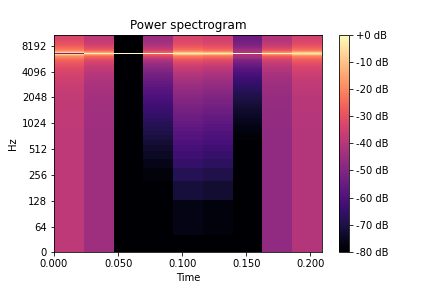 Power spectrogram
8192
4096
2048
1024
512
256
128
64
0
Hz
0.000 0.050 0.100 0.150 0.200
Time
+0 dB
-10 dB
-20 dB
-30 dB
-40 dB
-50 dB
-60 dB
-70 dB
-80 dB